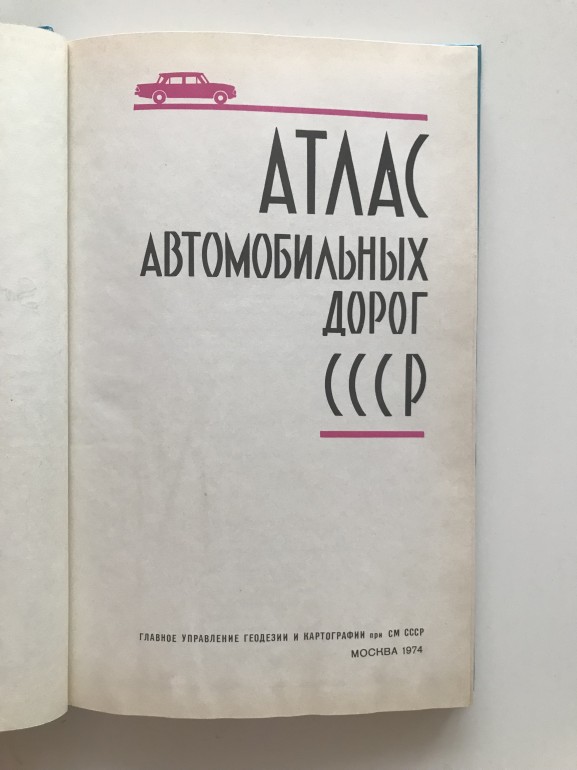 АТЛАС
АВТОМОБИЛЬНЫХ
ДОРОГ
СССР
ГЛАВНОЕ УПРАВЛЕНИЕ ГЕОДЕЗИИ И КАРТОГРАФИИ при СМ СССР
МОСКВА 1974